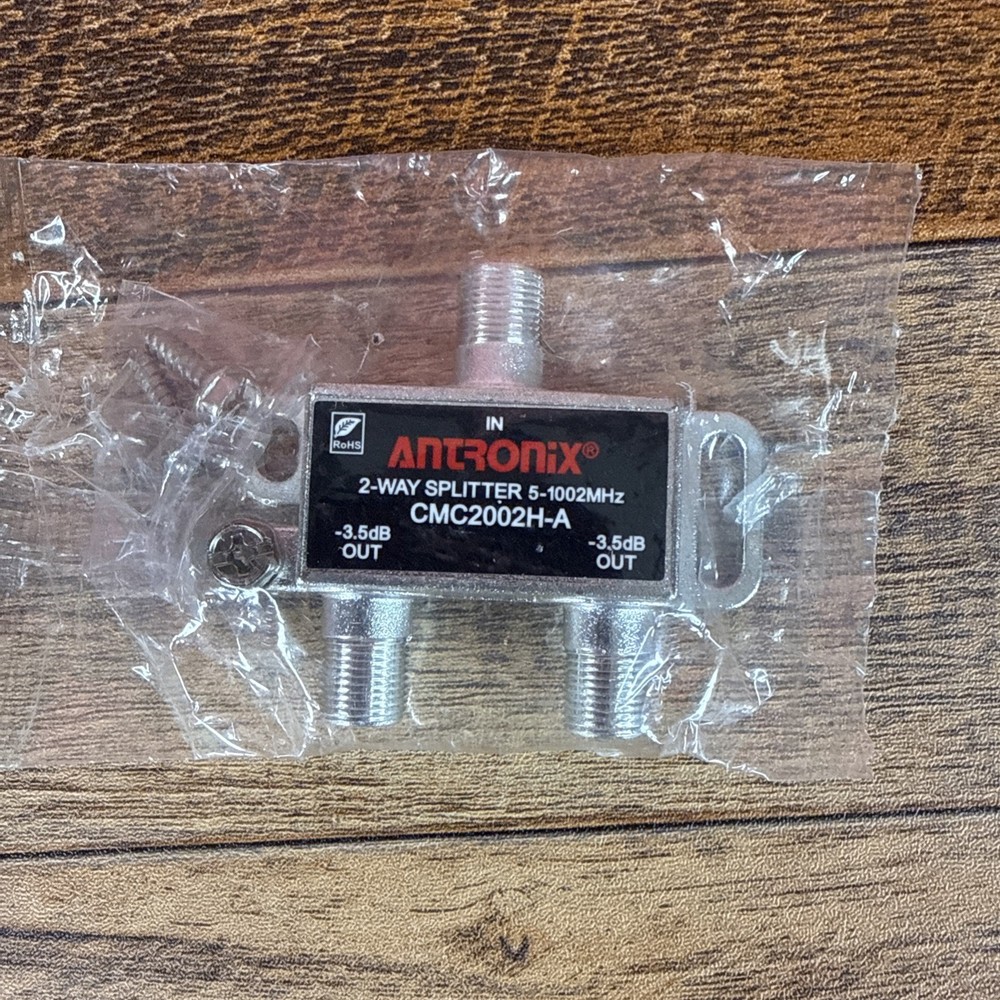 IN
RoHS
ANTRONIX®
2-WAY SPLITTER 5-1002MHz
CMC2002H-A
-3.5dB
OUT
-3.5dB
OUT